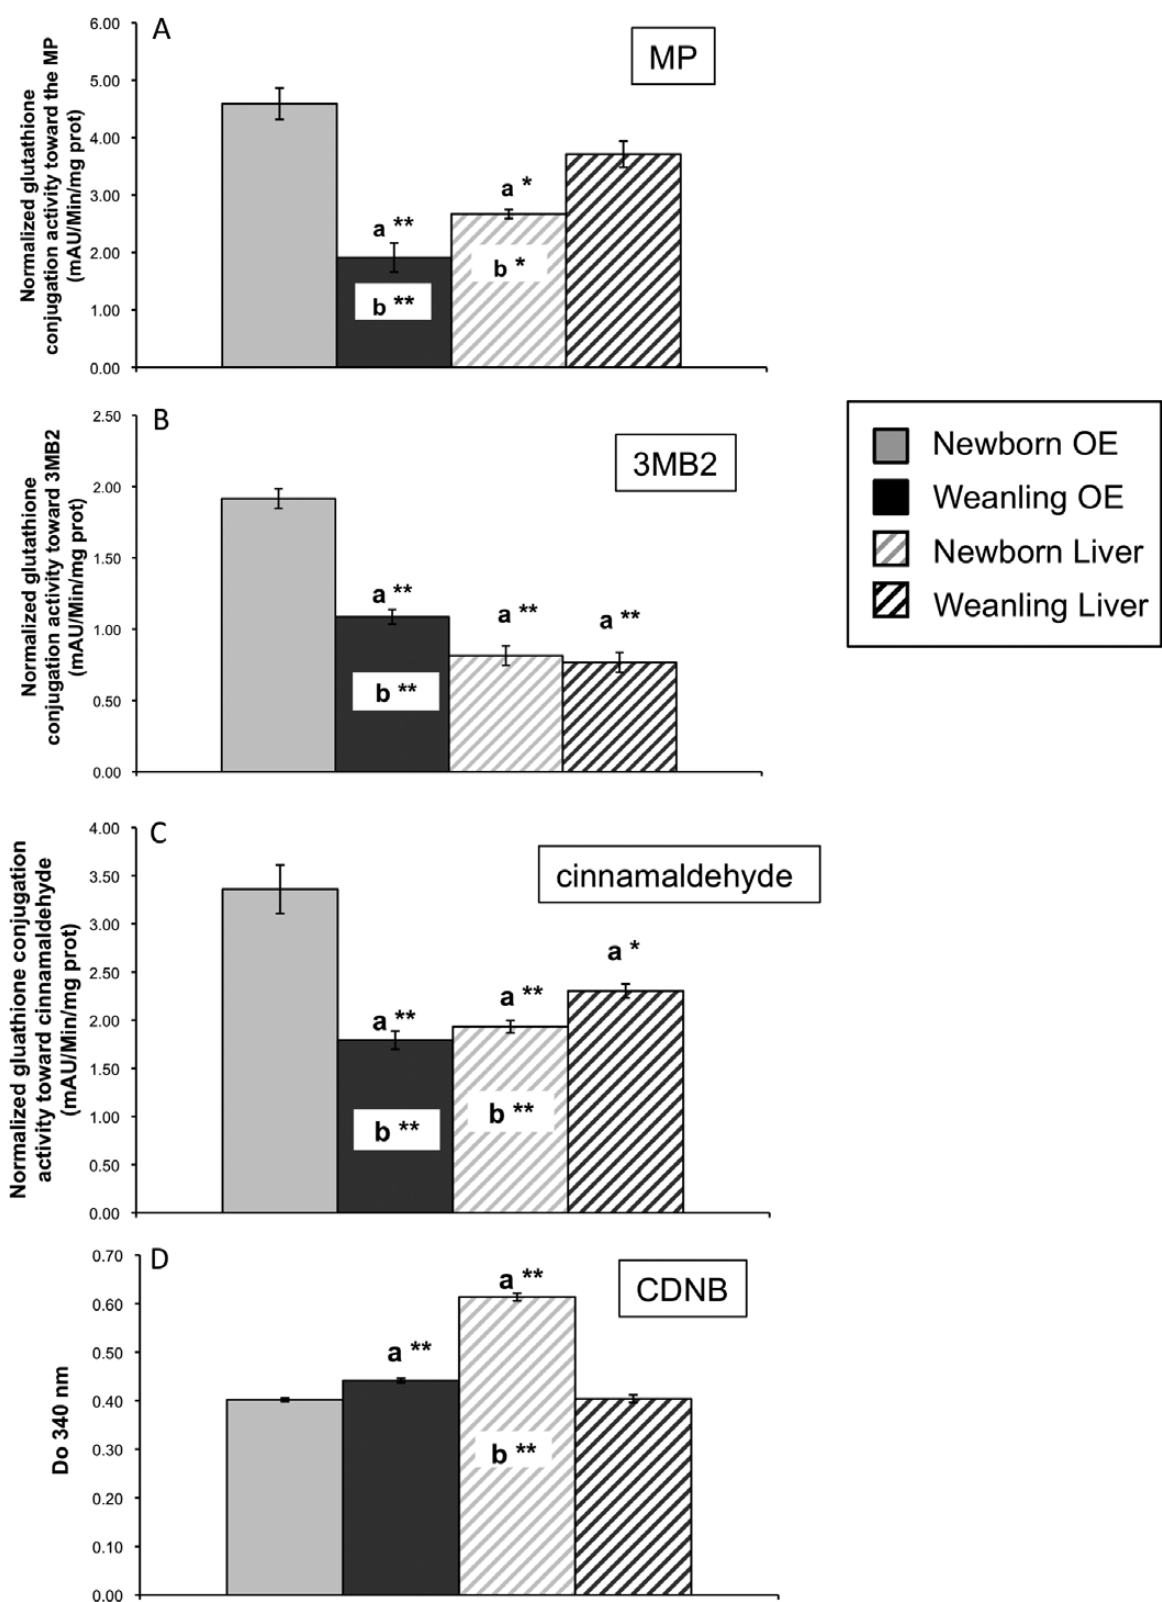 A
MP
Normalized glutathione
conjugation activity toward the MP
(mAU/Min/mg prot)
6.00
5.00
4.00
3.00
2.00
1.00
0.00
a **
b **
a *
b *
B
3MB2
Normalized glutathione
conjugation activity toward 3MB2
(mAU/Min/mg prot)
2.50
2.00
1.50
1.00
0.50
0.00
a **
b **
a **
a **
Newborn OE
Weanling OE
Newborn Liver
Weanling Liver
C
cinnamaldehyde
Normalized gluathione conjugation
activity toward cinnamaldehyde
(mAU/Min/mg prot)
4.00
3.50
3.00
2.50
2.00
1.50
1.00
0.50
0.00
a **
b **
a **
b **
a *
D
CDNB
Do 340 nm
0.70
0.60
0.50
0.40
0.30
0.20
0.10
0.00
a **
a **
b **